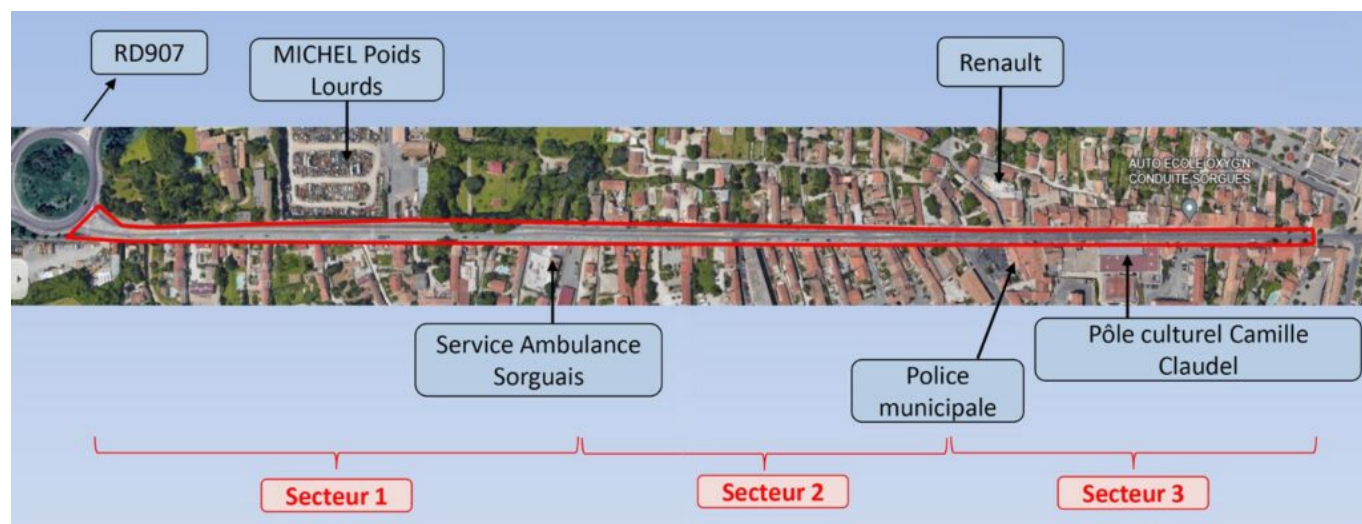 RD907
MICHEL Poids
Lourds
Renault
AUTO ECOLE OXYG'N
CONDUITE SORGUES
Service Ambulance
Sorguais
Police
municipale
Pôle culturel Camille
Claudel
Secteur 1
Secteur 2
Secteur 3